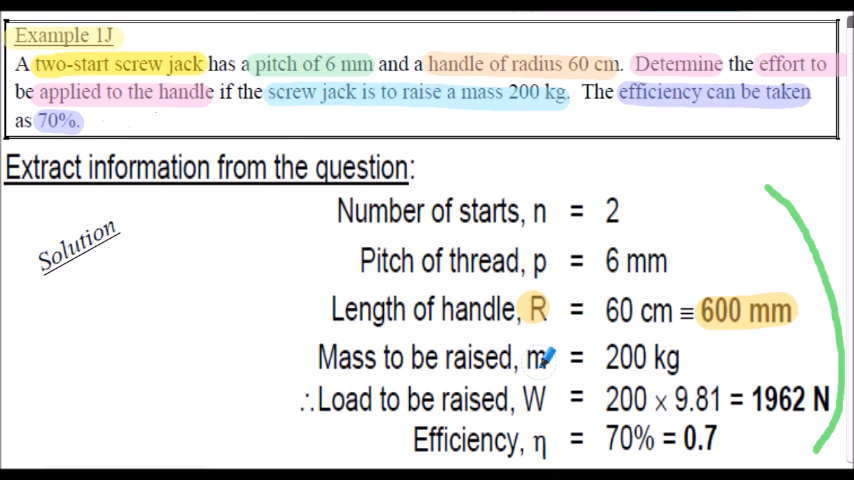 Example 1J
A two-start screw jack has a pitch of 6 mm and a handle of radius 60 cm. Determine the effort to
be applied to the handle if the screw jack is to raise a mass 200 kg. The efficiency can be taken
as 70%.
Extract information from the question:
Solution
Number of starts, n = 2
Pitch of thread, p = 6 mm
Length of handle, R = 60 cm ≡ 600 mm
Mass to be raised, m = 200 kg
∴Load to be raised, W = 200 × 9.81 = 1962 N
Efficiency, η = 70% = 0.7